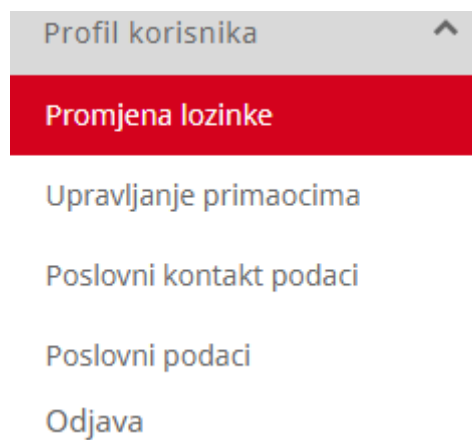 Profil korisnika
Promjena lozinke
Upravljanje primaocima
Poslovni kontakt podaci
Poslovni podaci
Odjava